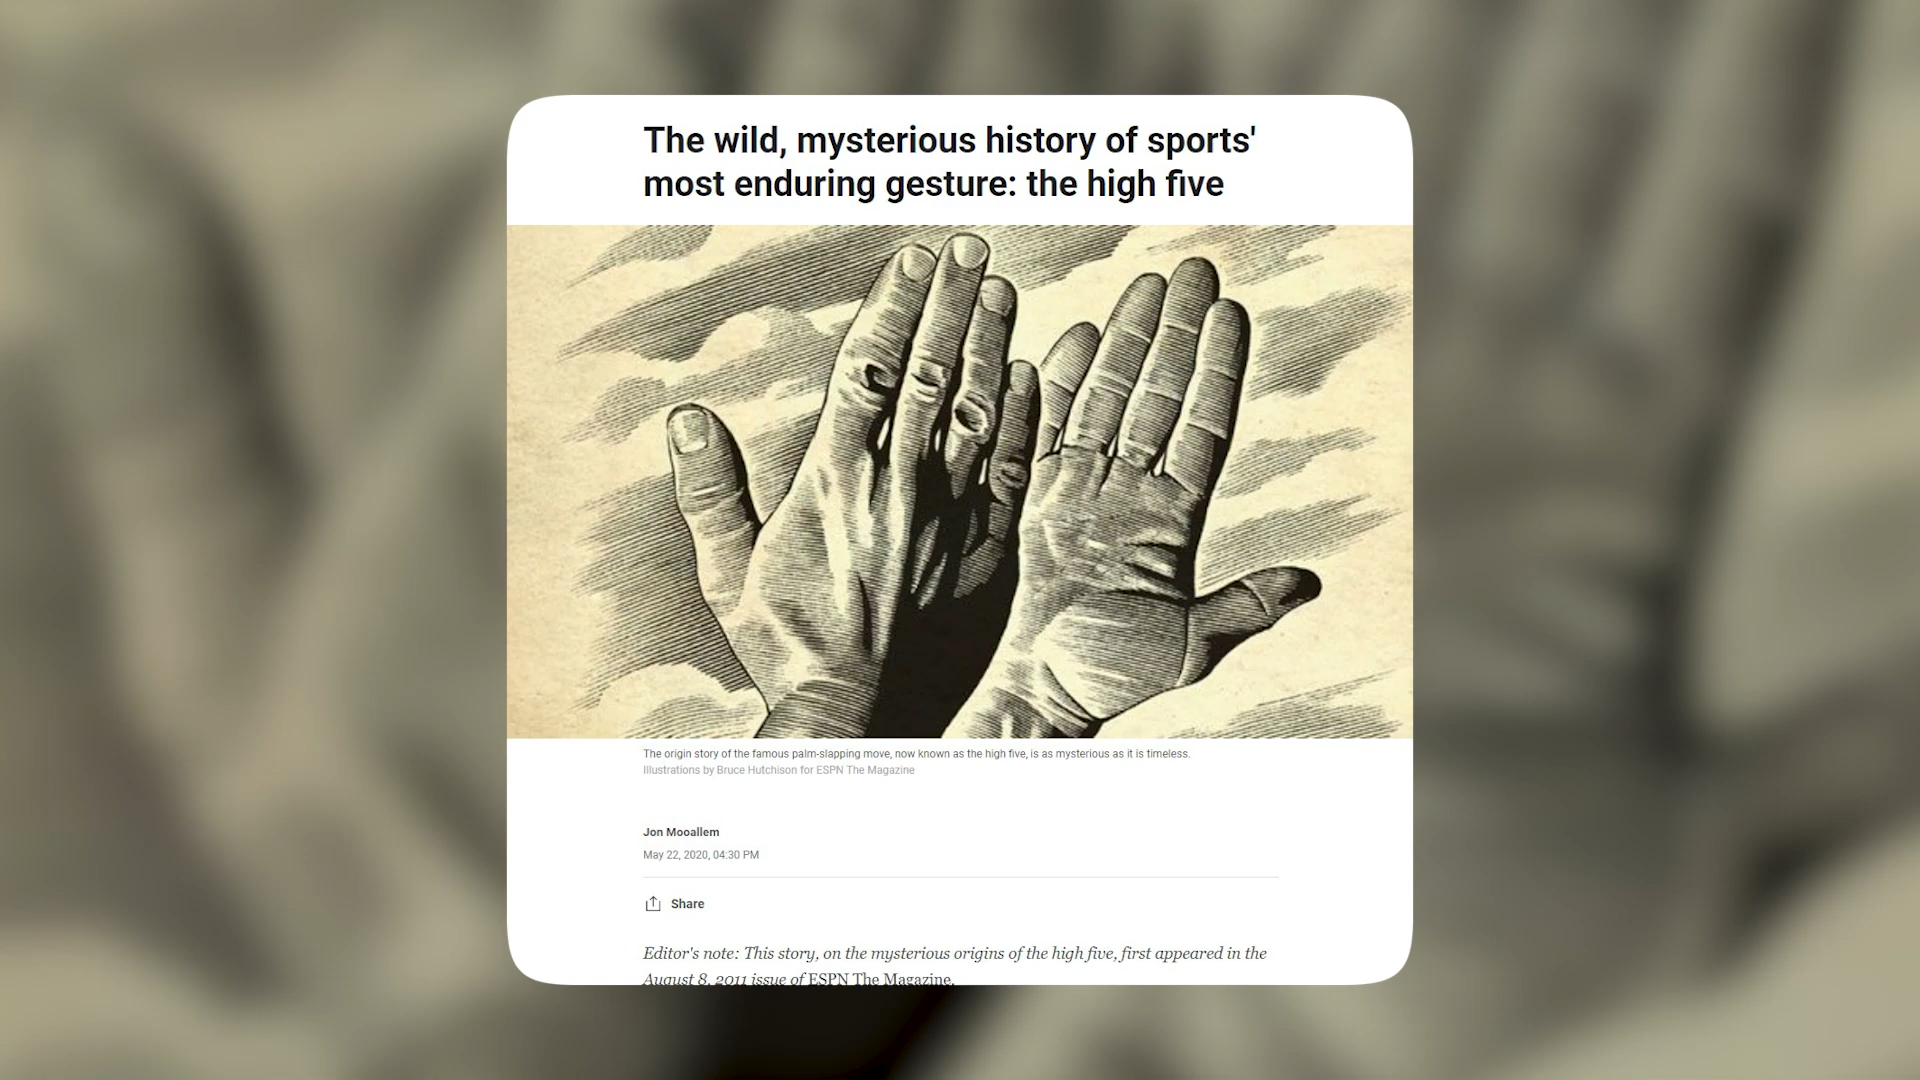 The wild, mysterious history of sports'
most enduring gesture: the high five
The origin story of the famous palm-slapping move, now known as the high five, is as mysterious as it is timeless.
Illustrations by Bruce Hutchison for ESPN The Magazine
Jon Mooallem
May 22, 2020, 04:30 PM
Share
Editor's note: This story, on the mysterious origins of the high five, first appeared in the
August 8, 2011 issue of ESPN The Magazine.